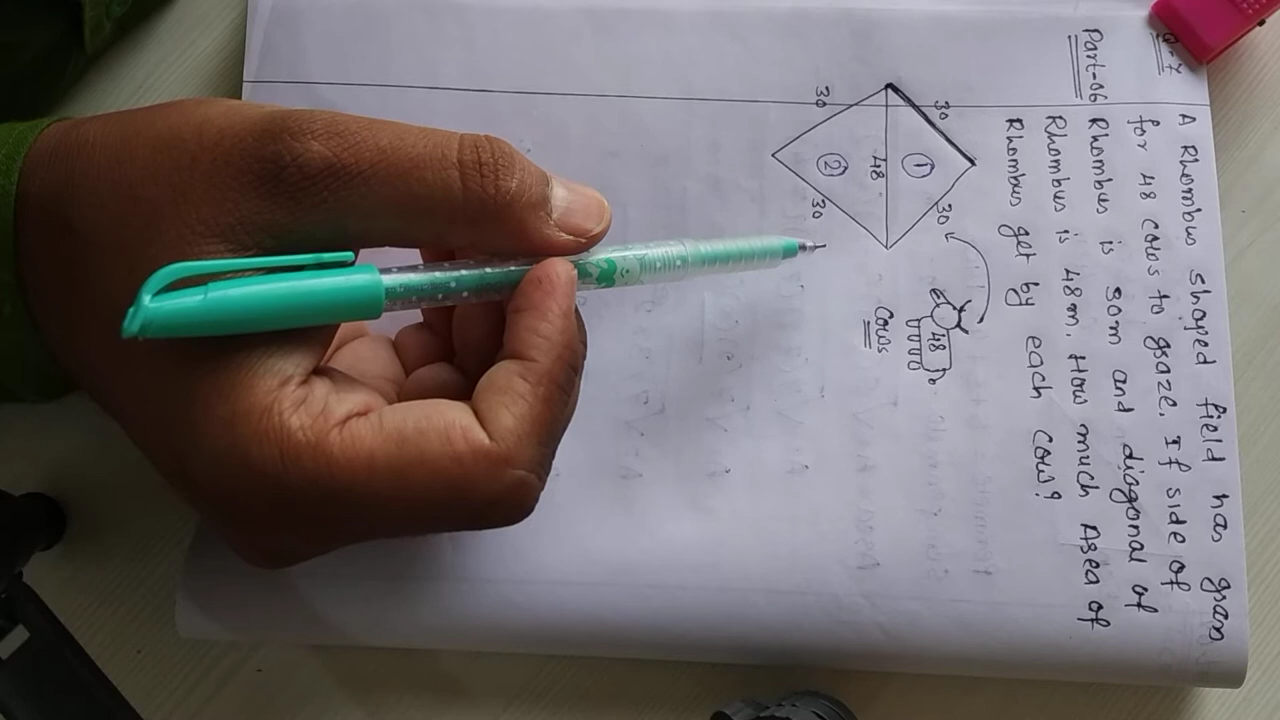 Q-7 A Rhombus shaped field has grass
for 48 cows to graze. If side of
Part-06 Rhombus is 30m and diagonal of
Rhombus is 48m. How much Area of
Rhombus get by each cow?
30
30
1
48
2
30
30
48
Cows